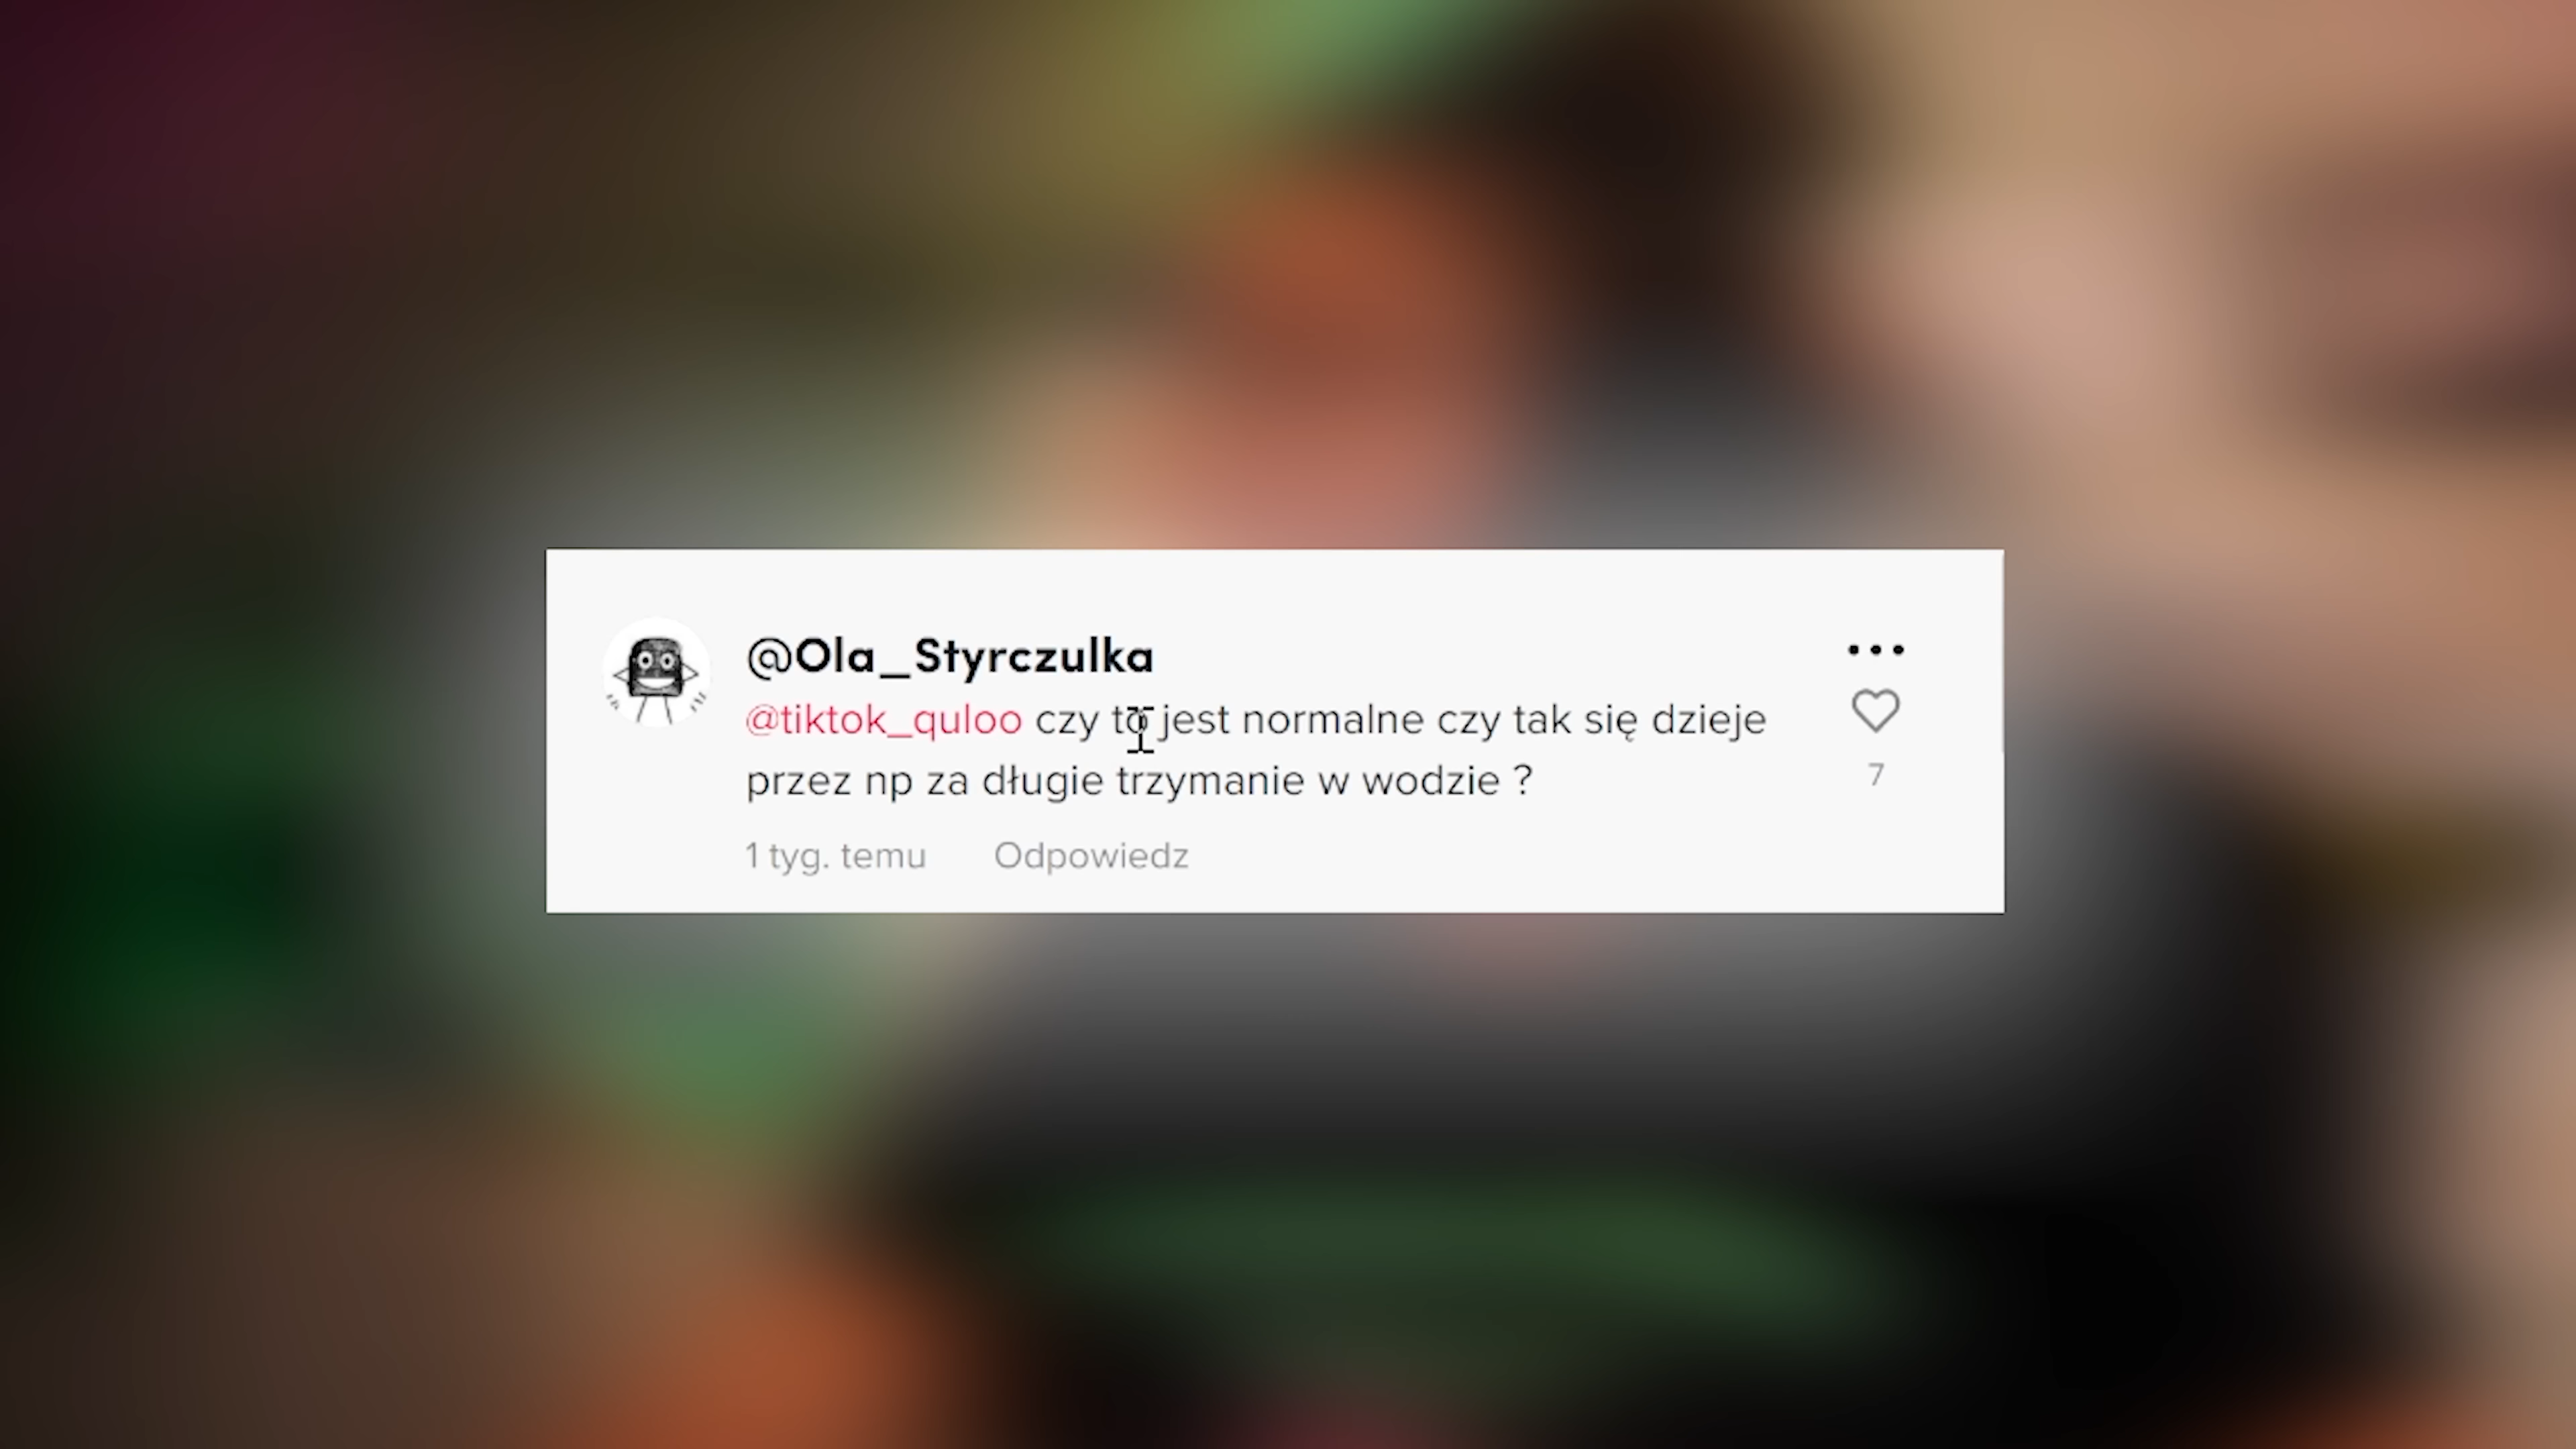 @Ola_Styrczulka
@tiktok_quloo czy to jest normalne czy tak się dzieje
przez np za długie trzymanie w wodzie ?
7
1 tyg. temu Odpowiedz